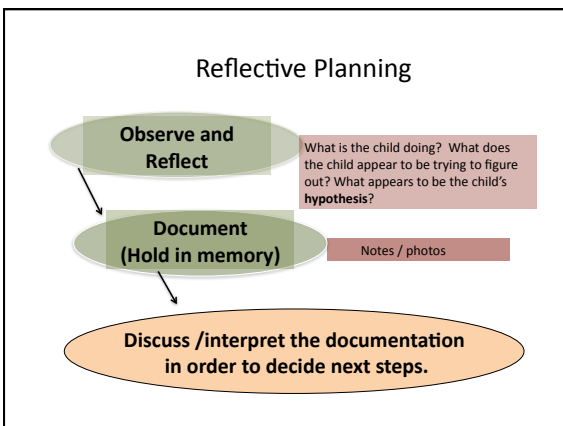 Reflective Planning
Observe and
Reflect
What is the child doing?  What does
the child appear to be trying to figure
out? What appears to be the child's
hypothesis?
Document
(Hold in memory)
Notes / photos
Discuss /interpret the documentation
in order to decide next steps.